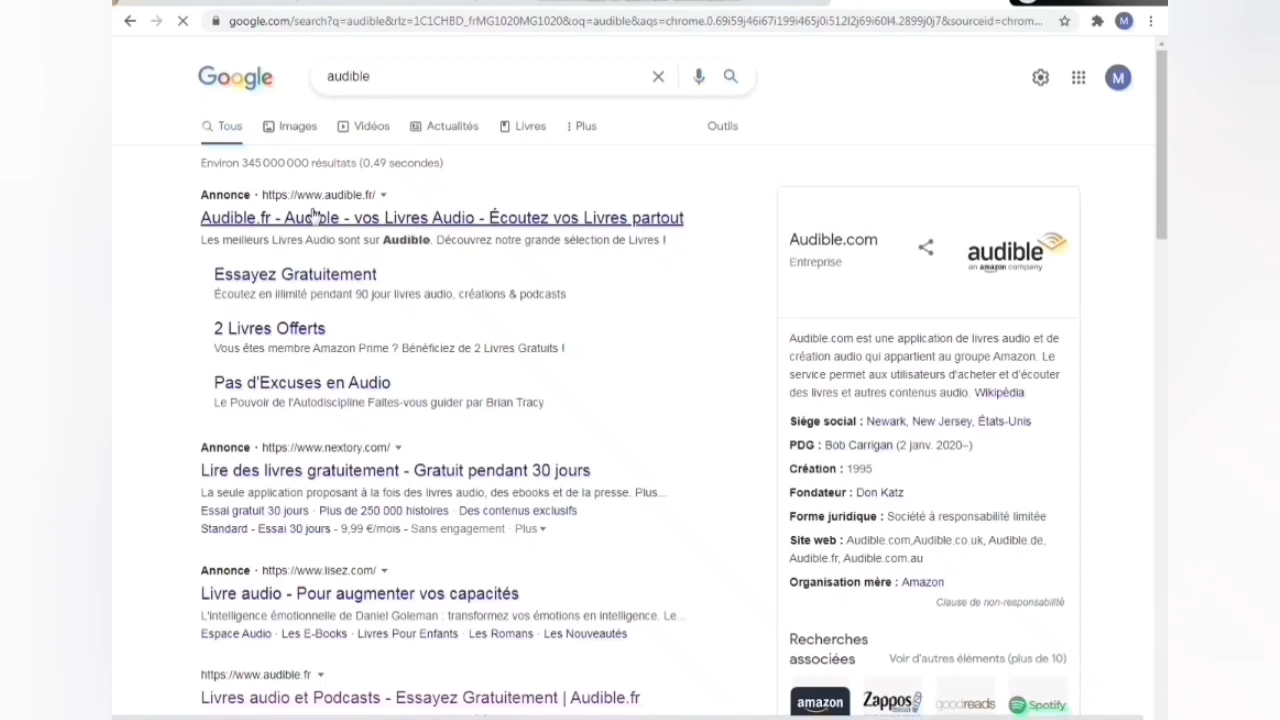 google.com/search?q=audible&rlz=1C1CHBD_frMG1020MG1020&oq=audible&aqs=chrome.0.69i59j46i67i199i465j0i512l2j69i60l4.2899j0j7&sourceid=chrom...
M
Google
audible
M
Tous
Images
Vidéos
Actualités
Livres
Plus
Outils
Environ 345 000 000 résultats (0,49 secondes)
Annonce · https://www.audible.fr/
Audible.fr - Audible - vos Livres Audio - Écoutez vos Livres partout
Les meilleurs Livres Audio sont sur Audible. Découvrez notre grande sélection de Livres !
Essayez Gratuitement
Écoutez en illimité pendant 90 jour livres audio, créations & podcasts
2 Livres Offerts
Vous êtes membre Amazon Prime ? Bénéficiez de 2 Livres Gratuits !
Pas d'Excuses en Audio
Le Pouvoir de l'Autodiscipline Faites-vous guider par Brian Tracy
Annonce · https://www.nextory.com/
Lire des livres gratuitement - Gratuit pendant 30 jours
La seule application proposant à la fois des livres audio, des ebooks et de la presse. Plus...
Essai gratuit 30 jours · Plus de 250 000 histoires · Des contenus exclusifs
Standard - Essai 30 jours - 9,99 €/mois - Sans engagement · Plus
Annonce · https://www.lisez.com/
Livre audio - Pour augmenter vos capacités
L'intelligence émotionnelle de Daniel Goleman : transformez vos émotions en intelligence. Le...
Espace Audio · Les E-Books · Livres Pour Enfants · Les Romans · Les Nouveautés
https://www.audible.fr
Livres audio et Podcasts - Essayez Gratuitement | Audible.fr
Audible.com
Entreprise
audible
an amazon company
Audible.com est une application de livres audio et de
création audio qui appartient au groupe Amazon. Le
service permet aux utilisateurs d'acheter et d'écouter
des livres et autres contenus audio. Wikipédia
Siège social : Newark, New Jersey, États-Unis
PDG : Bob Carrigan (2 janv. 2020–)
Création : 1995
Fondateur : Don Katz
Forme juridique : Société à responsabilité limitée
Site web : Audible.com,Audible.co.uk, Audible.de,
Audible.fr, Audible.com.au
Organisation mère : Amazon
Clause de non-responsabilité
Recherches
associées
Voir d'autres éléments (plus de 10)
amazon
Zappos
goodreads
Spotify